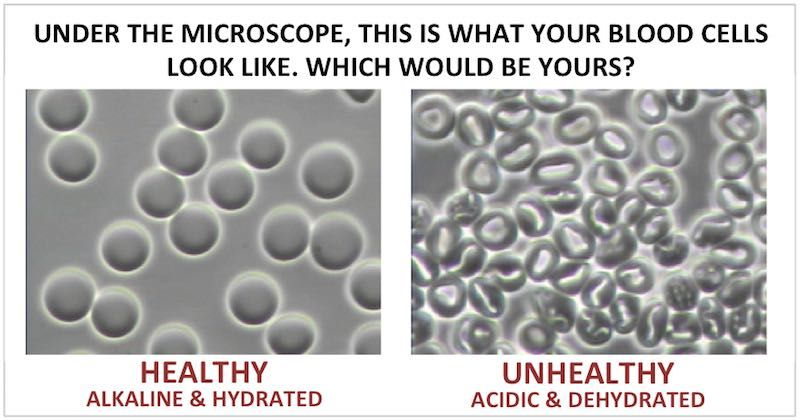 UNDER THE MICROSCOPE, THIS IS WHAT YOUR BLOOD CELLS
LOOK LIKE. WHICH WOULD BE YOURS?
HEALTHY
ALKALINE & HYDRATED
UNHEALTHY
ACIDIC & DEHYDRATED